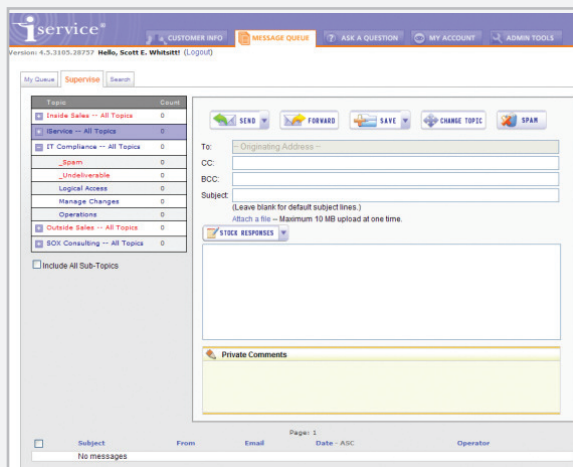 iservice®
CUSTOMER INFO MESSAGE QUEUE ASK A QUESTION MY ACCOUNT ADMIN TOOLS
Version: 4.5.3105.28757 Hello, Scott E. Whitsitt! (Logout)
My Queue Supervise Search
Topic Count
Inside Sales -- All Topics 0
IService -- All Topics 0
IT Compliance -- All Topics 0
_Spam 0
_Undeliverable 0
Logical Access 0
Manage Changes 0
Operations 0
Outside Sales -- All Topics 0
SOX Consulting -- All Topics 0
Include All Sub-Topics
SEND FORWARD SAVE CHANGE TOPIC SPAM
To: -- Originating Address --
CC:
BCC:
Subject:
(Leave blank for default subject lines.)
Attach a file -- Maximum 10 MB upload at one time.
STOCK RESPONSES
Private Comments
Page: 1
Subject From Email Date - ASC Operator
No messages